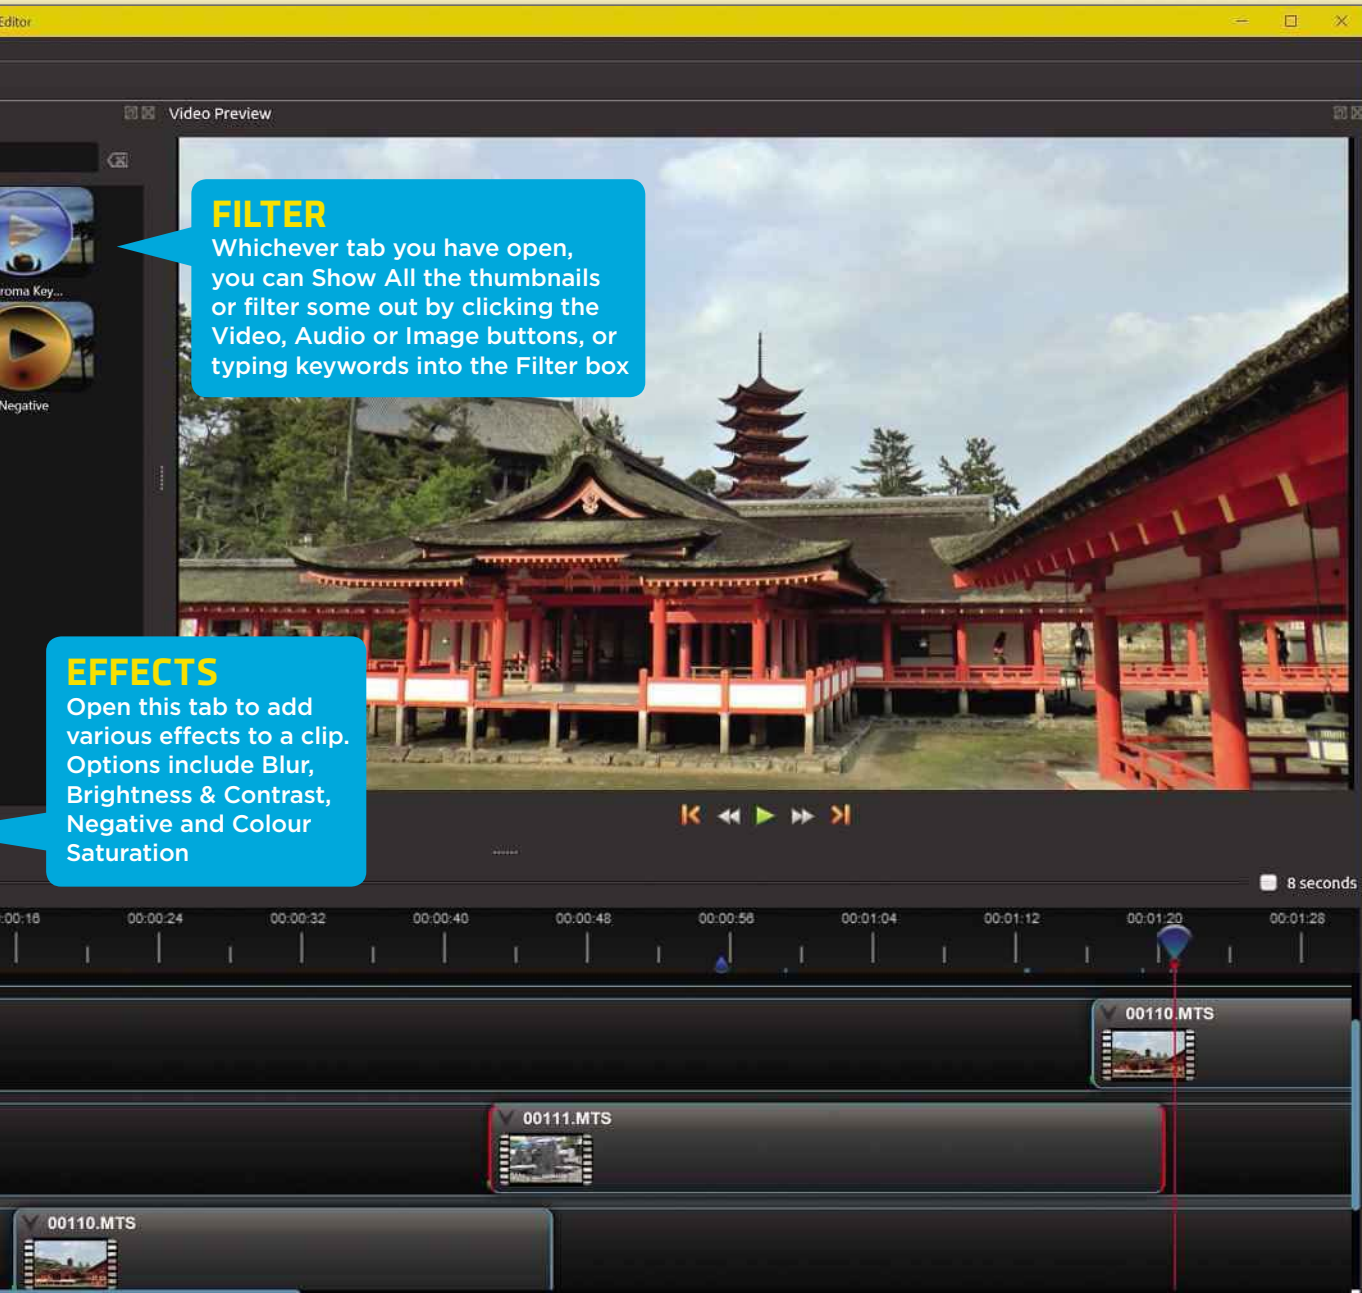 Editor
Video Preview
FILTER
Whichever tab you have open,
you can Show All the thumbnails
or filter some out by clicking the
Video, Audio or Image buttons, or
typing keywords into the Filter box
roma Key...
Negative
EFFECTS
Open this tab to add
various effects to a clip.
Options include Blur,
Brightness & Contrast,
Negative and Colour
Saturation
8 seconds
:00:16 00:00:24 00:00:32 00:00:40 00:00:48 00:00:56 00:01:04 00:01:12 00:01:20 00:01:28
00110.MTS
00111.MTS
00110.MTS